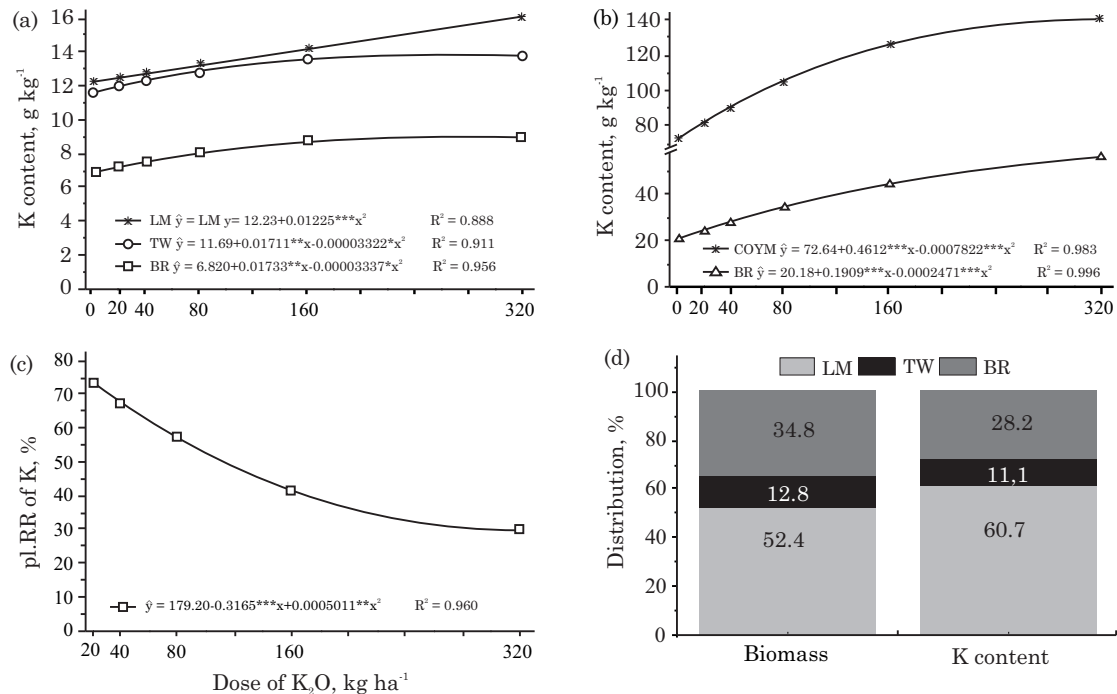 (a)
16
14
12
10
8
6
4
2
0
K content, g kg⁻¹
LM ŷ = LM y= 12.23+0.01225***x² R² = 0.888
TW ŷ = 11.69+0.01711**x-0.00003322*x² R² = 0.911
BR ŷ = 6.820+0.01733**x-0.00003337*x² R² = 0.956
0 20 40 80 160 320
(b)
140
120
100
80
40
20
0
K content, g kg⁻¹
COYM ŷ = 72.64+0.4612***x-0.0007822***x² R² = 0.983
BR ŷ = 20.18+0.1909***x-0.0002471***x² R² = 0.996
0 20 40 80 160 320
(c)
80
70
60
50
40
30
20
10
0
pl.RR of K, %
ŷ = 179.20-0.3165***x+0.0005011**x² R² = 0.960
20 40 80 160 320
Dose of K₂O, kg ha⁻¹
(d)
LM TW BR
100
80
60
40
20
0
Distribution, %
34.8
12.8
52.4
28.2
11,1
60.7
Biomass K content